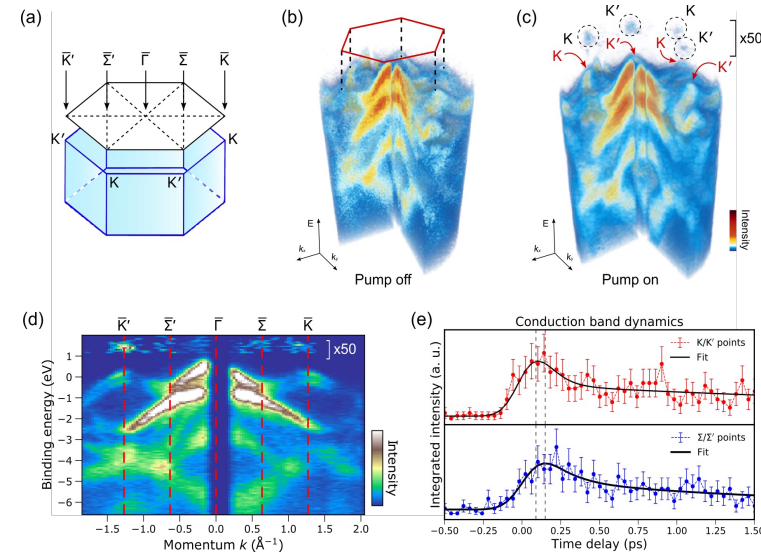 (a)
K̅′ Σ̅′ Γ̅ Σ̅ K̅
K′ K
K K′
(b)
E
kₓ kᵧ
Pump off
(c)
K K′ K K′ x50
K K′ K K′
E
kₓ kᵧ
Pump on
Intensity
(d)
K̅′ Σ̅′ Γ̅ Σ̅ K̅
x50
Binding energy (eV)
1
0
−1
−2
−3
−4
−5
−6
−1.5 −1.0 −0.5 0.0 0.5 1.0 1.5 2.0
Momentum k (Å⁻¹)
Intensity
(e)
Conduction band dynamics
K/K′ points
Fit
Σ/Σ′ points
Fit
Integrated intensity (a. u.)
−0.50 −0.25 0.00 0.25 0.50 0.75 1.00 1.25 1.50
Time delay (ps)